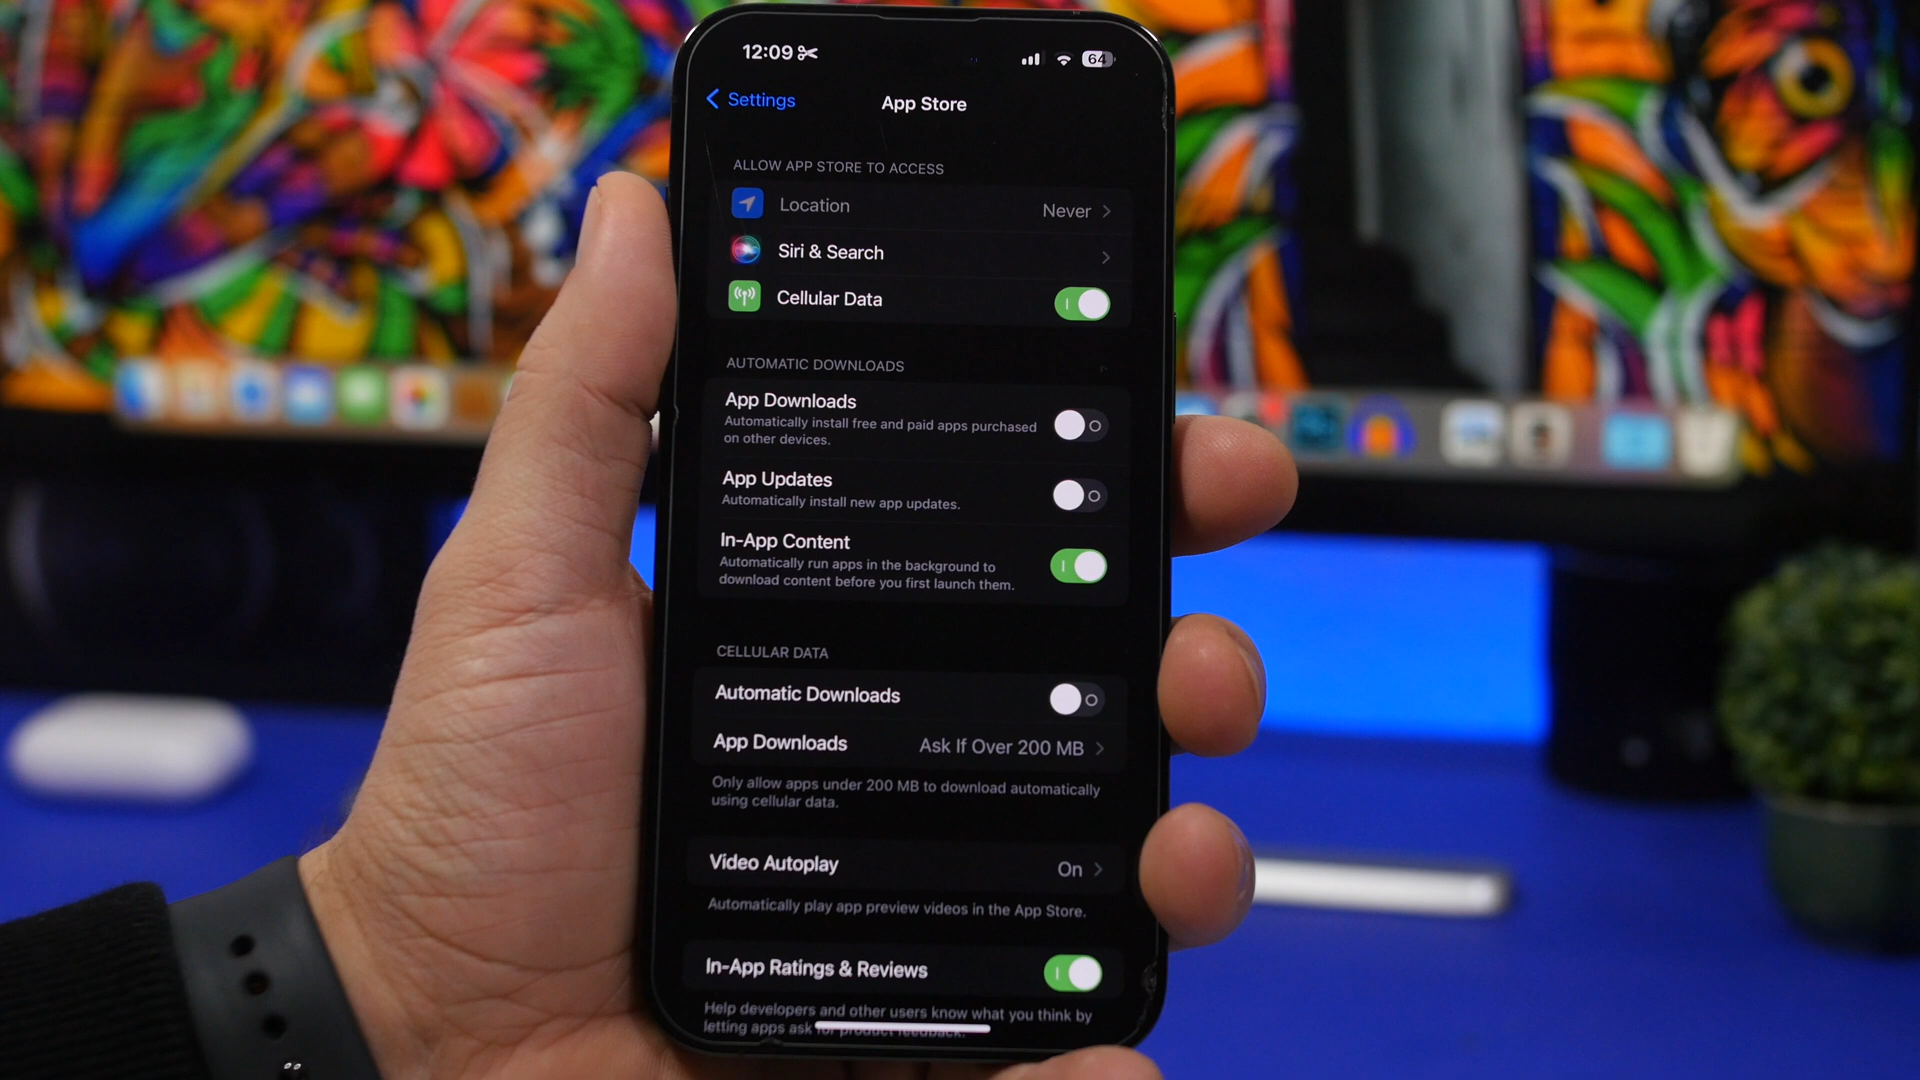 12:09
64
Settings
App Store
ALLOW APP STORE TO ACCESS
Location
Never
Siri & Search
Cellular Data
AUTOMATIC DOWNLOADS
App Downloads
Automatically install free and paid apps purchased
on other devices.
App Updates
Automatically install new app updates.
In-App Content
Automatically run apps in the background to
download content before you first launch them.
CELLULAR DATA
Automatic Downloads
App Downloads
Ask If Over 200 MB
Only allow apps under 200 MB to download automatically
using cellular data.
Video Autoplay
On
Automatically play app preview videos in the App Store.
In-App Ratings & Reviews
Help developers and other users know what you think by
letting apps ask for product feedback.